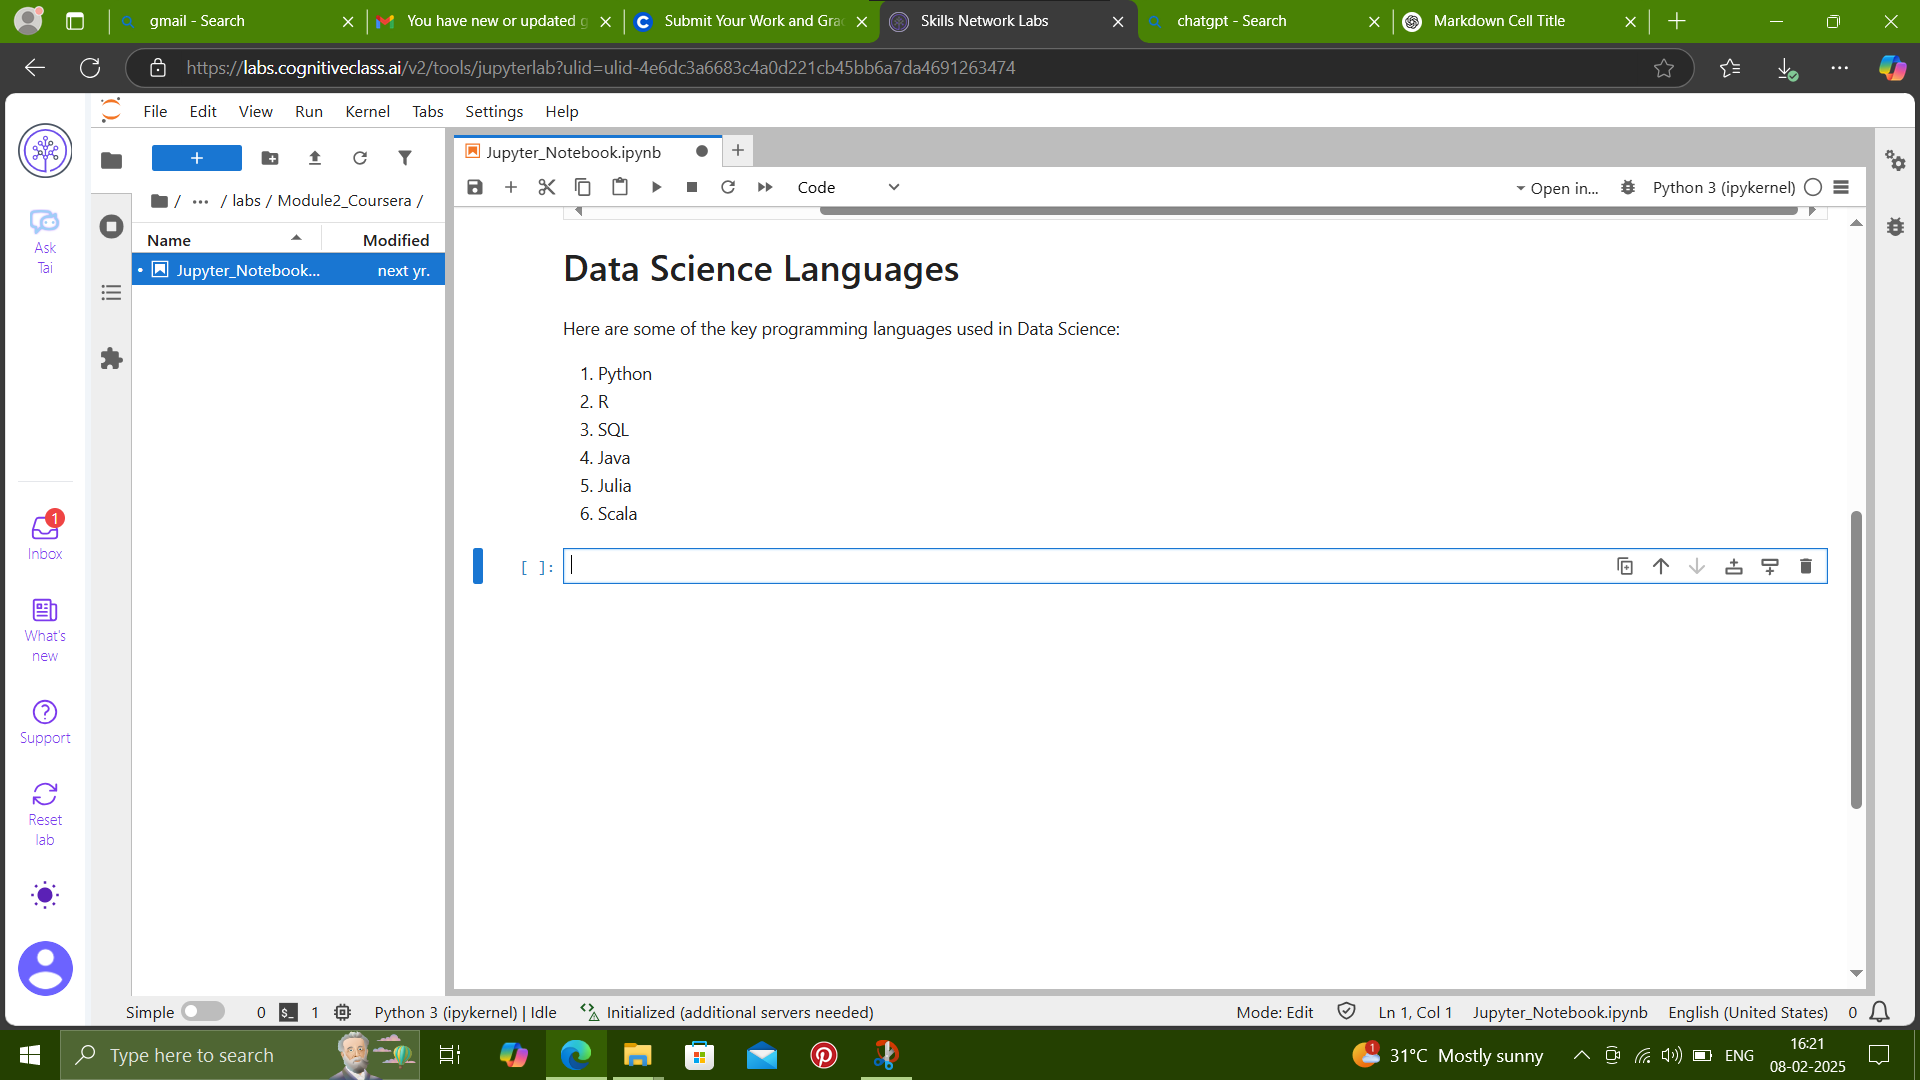 gmail - Search
You have new or updated g
Submit Your Work and Gra
Skills Network Labs
chatgpt - Search
Markdown Cell Title
https://labs.cognitiveclass.ai/v2/tools/jupyterlab?ulid=ulid-4e6dc3a6683c4a0d221cb45bb6a7da4691263474
File Edit View Run Kernel Tabs Settings Help
Ask
Tai
Inbox
1
What's
new
Support
Reset
lab
/ ... / labs / Module2_Coursera /
Name Modified
Jupyter_Notebook... next yr.
Jupyter_Notebook.ipynb
Code
Open in...
Python 3 (ipykernel)
Data Science Languages
Here are some of the key programming languages used in Data Science:
1. Python
2. R
3. SQL
4. Java
5. Julia
6. Scala
[ ]:
Simple 0 1 Python 3 (ipykernel) | Idle Initialized (additional servers needed) Mode: Edit Ln 1, Col 1 Jupyter_Notebook.ipynb English (United States) 0
Type here to search
1
31°C Mostly sunny
ENG
16:21
08-02-2025